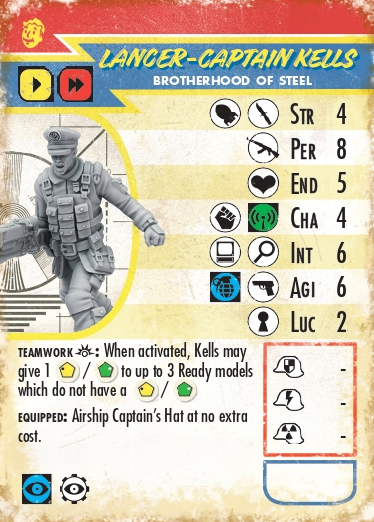 LANCER-CAPTAIN KELLS
BROTHERHOOD OF STEEL
STR 4
PER 8
END 5
CHA 4
INT 6
AGI 6
LUC 2
TEAMWORK: When activated, Kells may
give 1 / to up to 3 Ready models
which do not have a /
EQUIPPED: Airship Captain's Hat at no extra
cost.
-
-
-